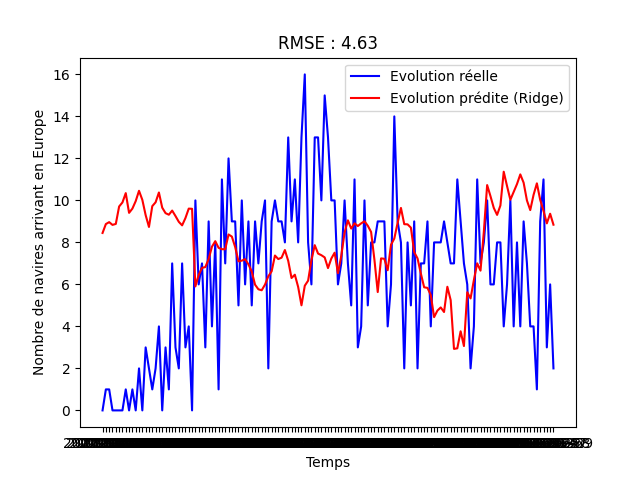 RMSE : 4.63
Evolution réelle
Evolution prédite (Ridge)
Nombre de navires arrivant en Europe
16
14
12
10
8
6
4
2
0
Temps